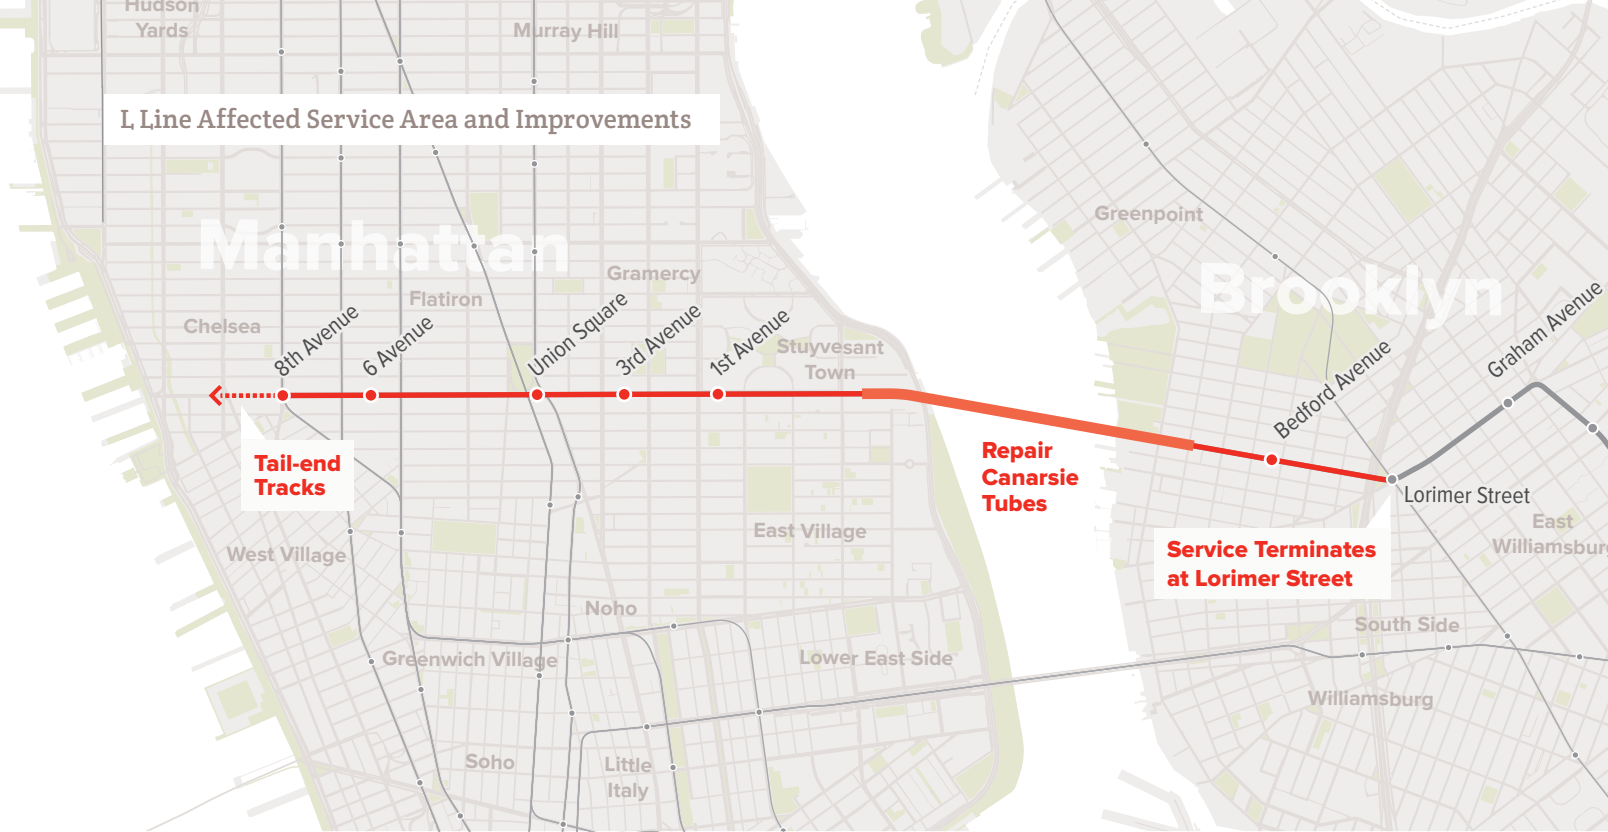 Hudson
Yards
Murray Hill
L Line Affected Service Area and Improvements
Manhattan
Greenpoint
Gramercy
Brooklyn
Flatiron
Chelsea
8th Avenue
6 Avenue
Union Square
3rd Avenue
1st Avenue
Stuyvesant
Town
Bedford Avenue
Graham Avenue
Tail-end
Tracks
Repair
Canarsie
Tubes
Lorimer Street
East
Williamsburg
East Village
West Village
Service Terminates
at Lorimer Street
Noho
South Side
Greenwich Village
Lower East Side
Williamsburg
Soho
Little
Italy